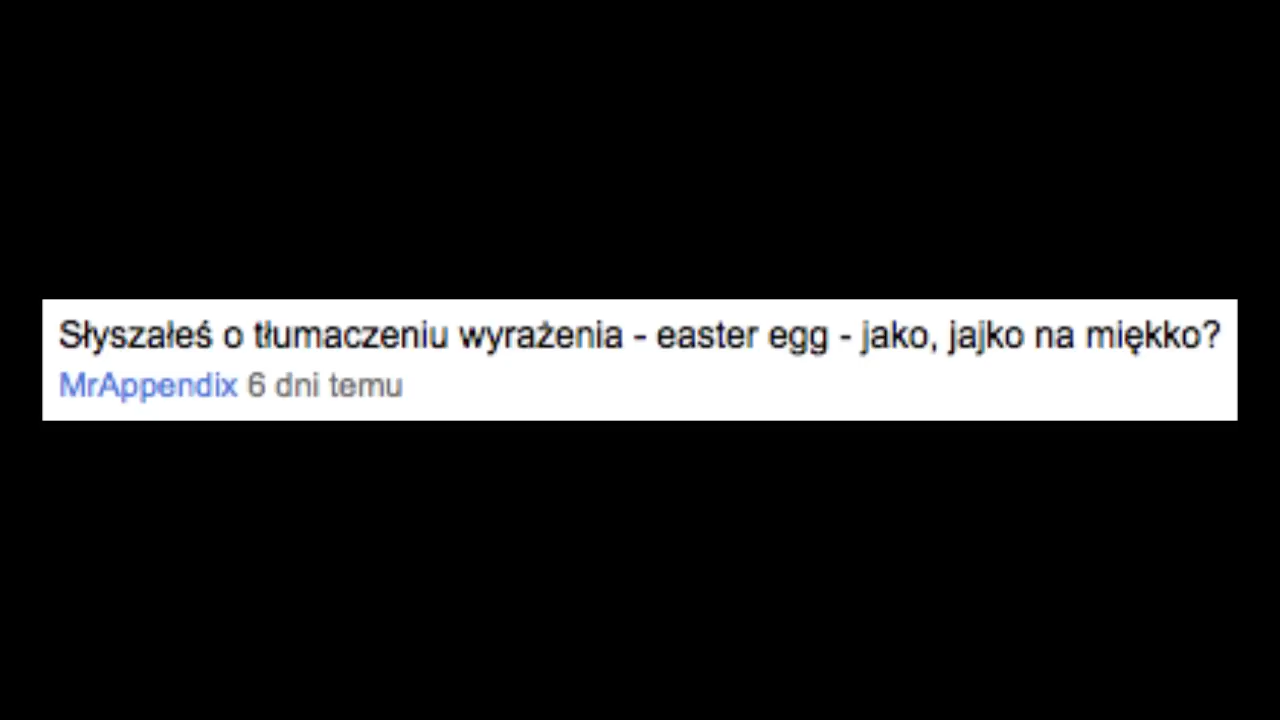 Słyszałeś o tłumaczeniu wyrażenia - easter egg - jako, jajko na miękko?
MrAppendix 6 dni temu